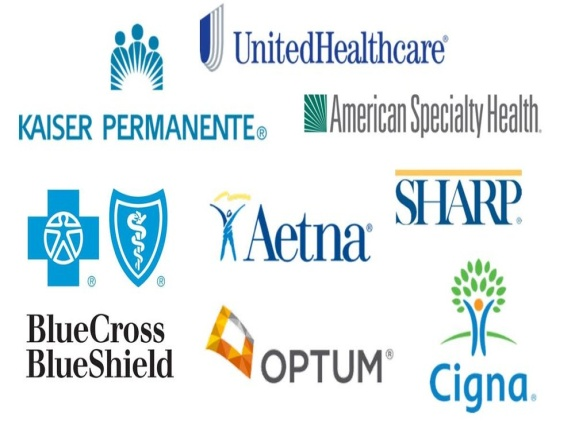 UnitedHealthcare®
KAISER PERMANENTE®
American Specialty Health®
SHARP®
Aetna®
® ®
BlueCross
BlueShield
OPTUM®
Cigna®